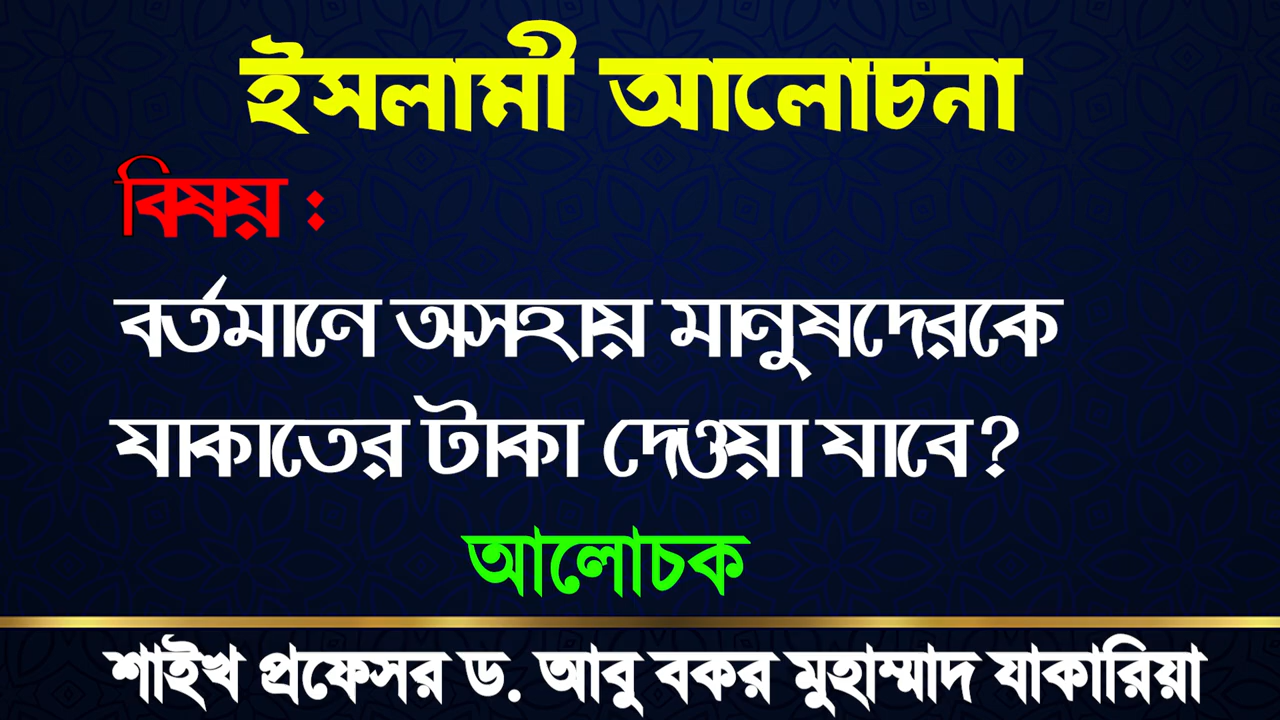 ইসলামী আলোচনা
বিষয় :
বর্তমানে অসহায় মানুষদেরকে
যাকাতের টাকা দেওয়া যাবে?
আলোচক
শাইখ প্রফেসর ড. আবু বকর মুহাম্মাদ যাকারিয়া